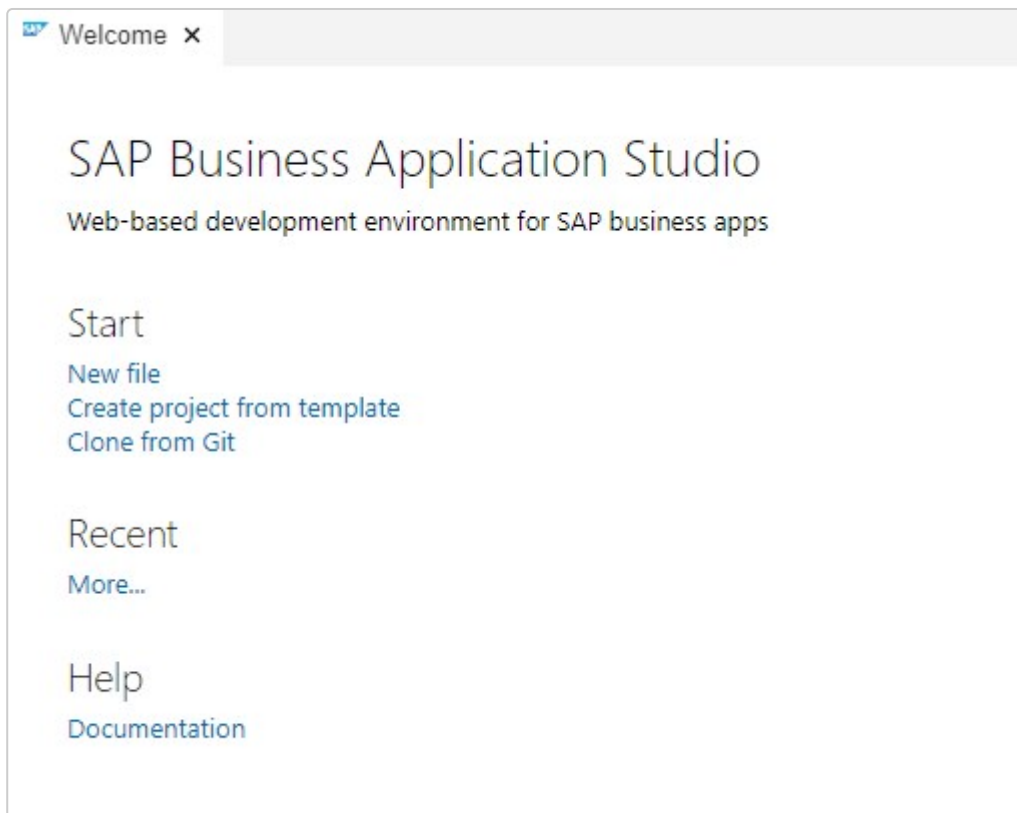 SAP Welcome ×
SAP Business Application Studio
Web-based development environment for SAP business apps
Start
New file
Create project from template
Clone from Git
Recent
More...
Help
Documentation